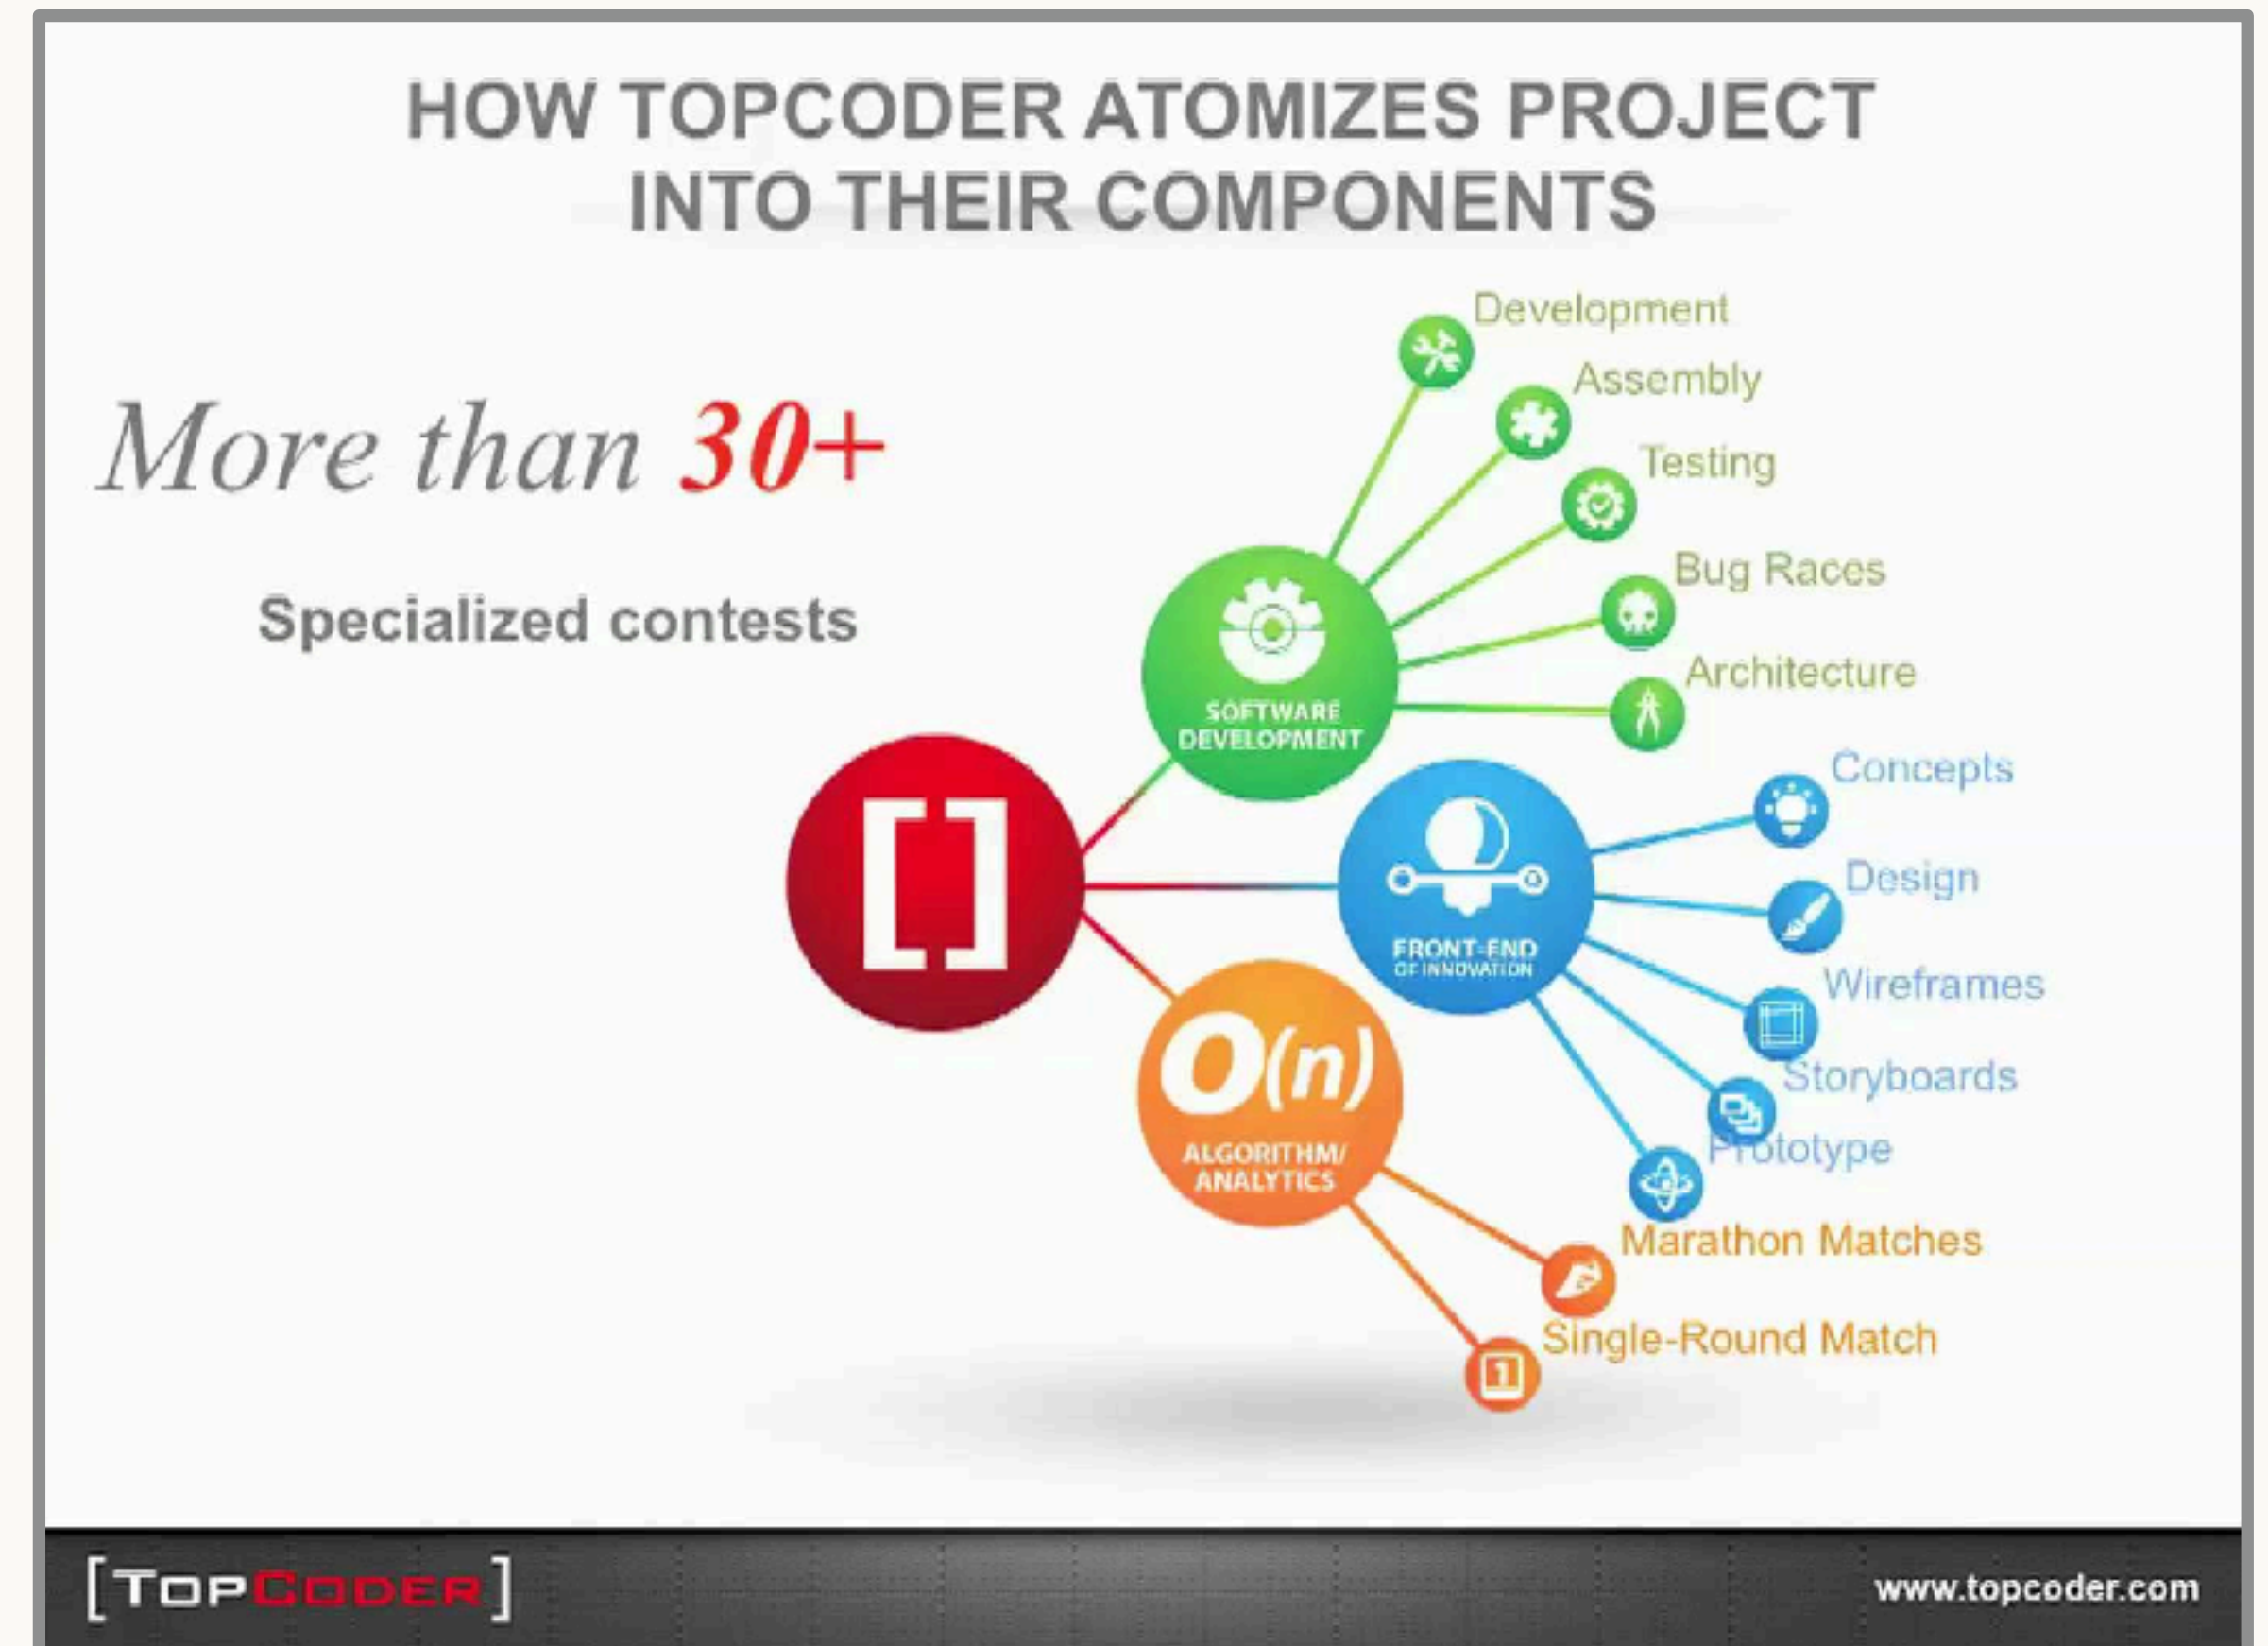 HOW TOPCODER ATOMIZES PROJECT
INTO THEIR COMPONENTS
More than 30+
Specialized contests
Development
Assembly
Testing
Bug Races
Architecture
SOFTWARE
DEVELOPMENT
Concepts
Design
Wireframes
Storyboards
Prototype
[]
FRONT-END
OF INNOVATION
O(n)
ALGORITHM/
ANALYTICS
Marathon Matches
Single-Round Match
1
[TOPCODER]
www.topcoder.com